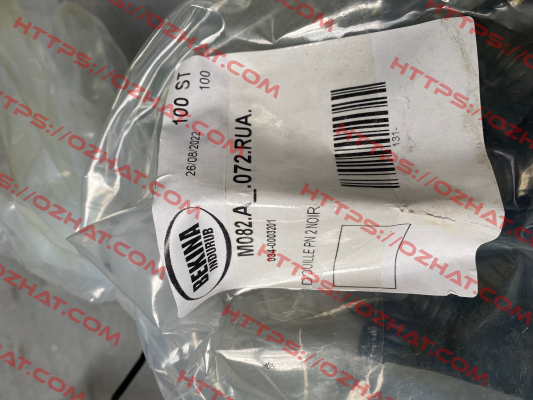 100 ST
100
26/08/2022
M082.A_.072.RUA.
034-0003201
DOUILLE PN 2 NOIR
BEKINA
INDURUB
131-
HTTPS://OZHAT.COM